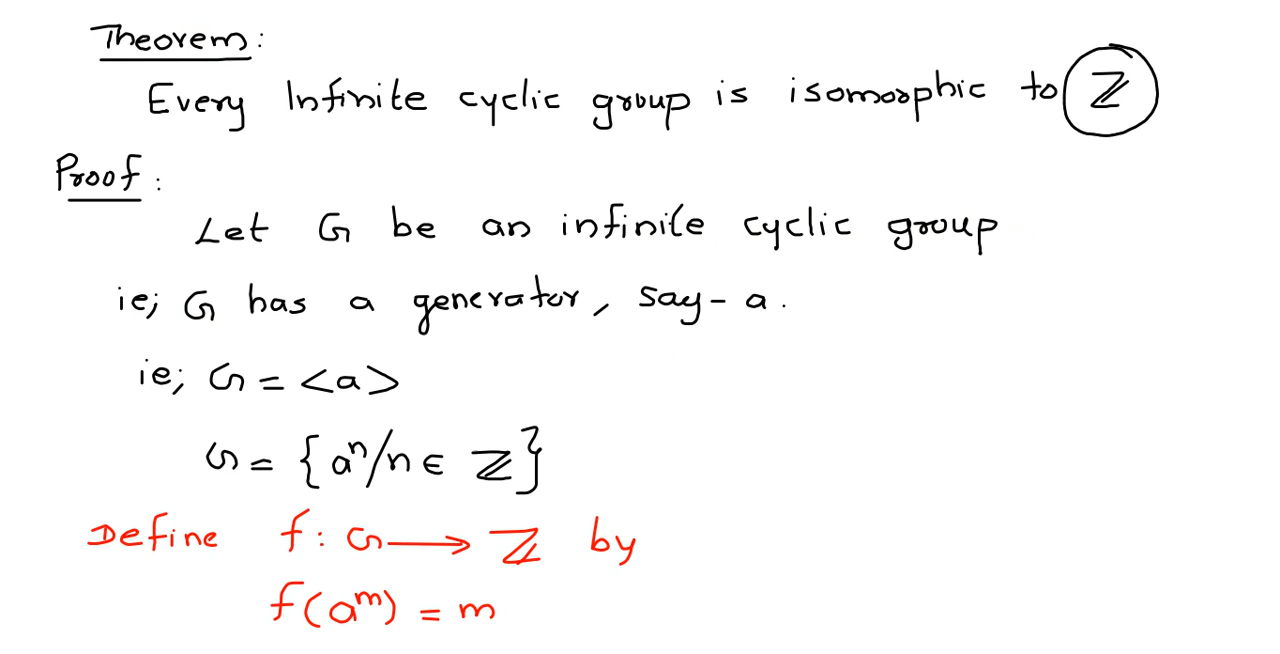 Theorem:
Every Infinite cyclic group is isomorphic to ℤ
Proof:
Let G be an infinite cyclic group
ie; G has a generator, say - a.
ie; G = <a>
G = {aⁿ/n ∈ ℤ}
Define f: G ⟶ ℤ by
f(aᵐ) = m